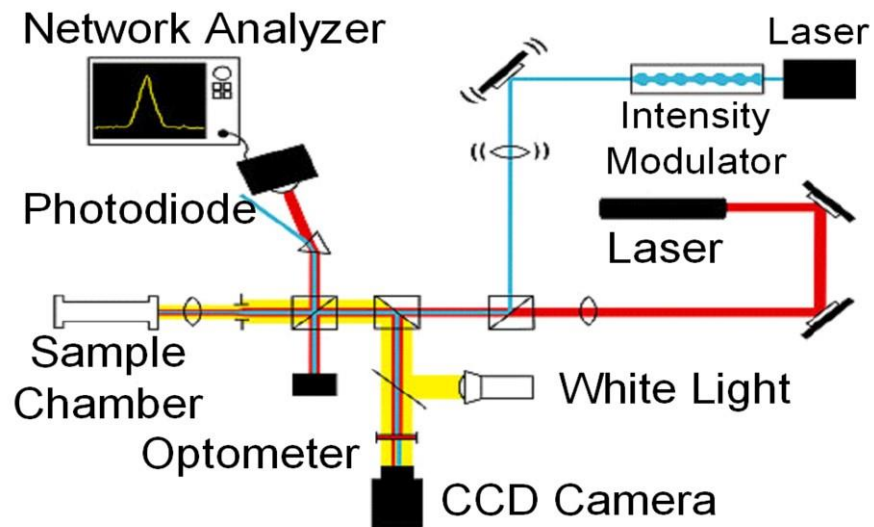 Network Analyzer
Laser
Intensity
Modulator
Photodiode
Laser
Sample
Chamber
White Light
Optometer
CCD Camera